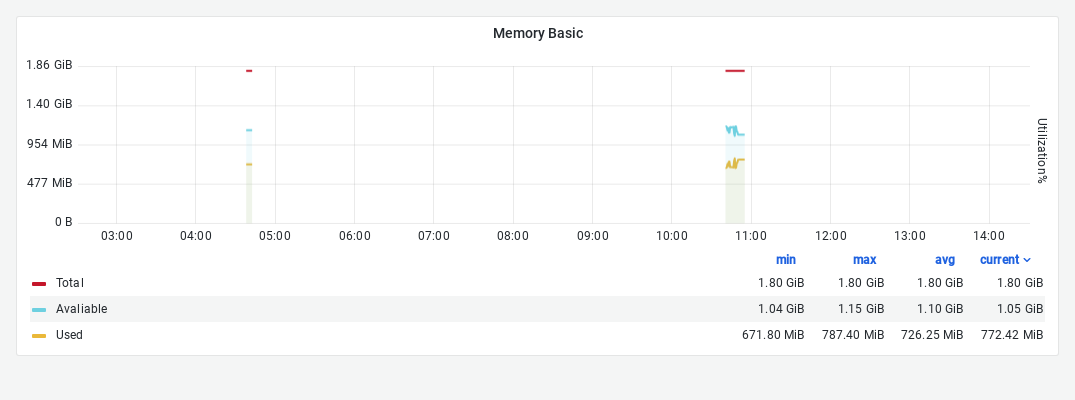 Memory Basic
1.86 GiB
1.40 GiB
954 MiB
477 MiB
0 B
Utilization%
03:00 04:00 05:00 06:00 07:00 08:00 09:00 10:00 11:00 12:00 13:00 14:00
min max avg current
Total 1.80 GiB 1.80 GiB 1.80 GiB 1.80 GiB
Avaliable 1.04 GiB 1.15 GiB 1.10 GiB 1.05 GiB
Used 671.80 MiB 787.40 MiB 726.25 MiB 772.42 MiB